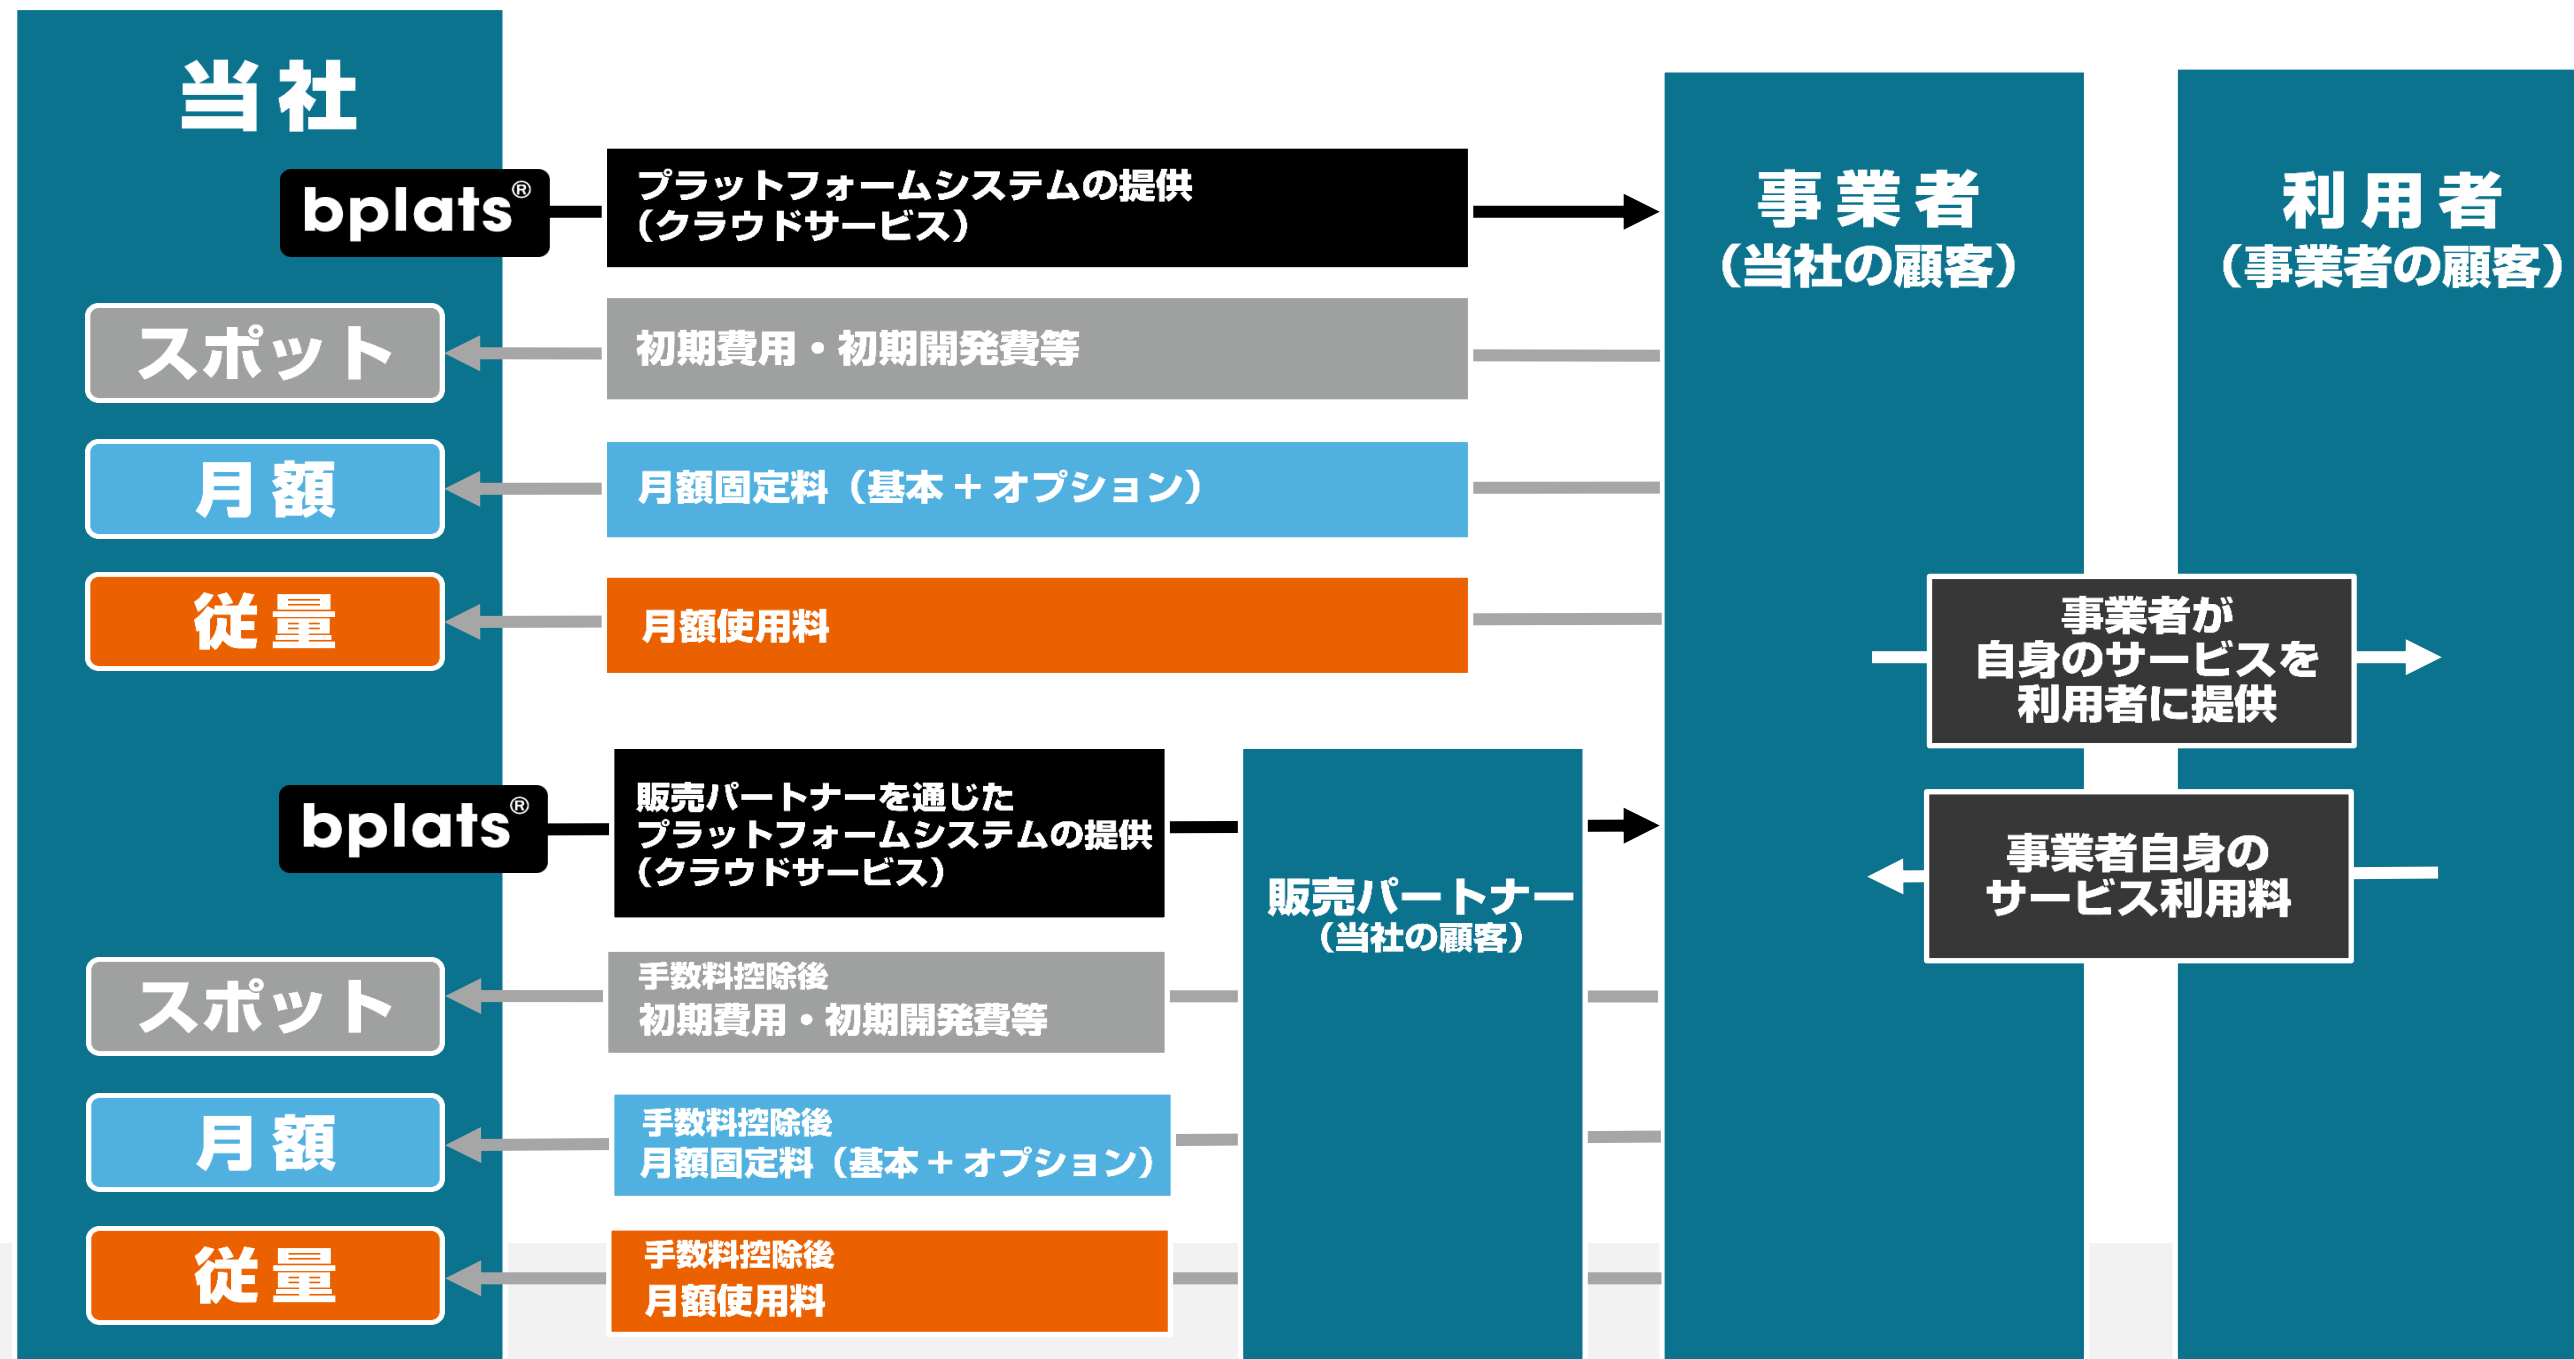 当社
bplats®
プラットフォームシステムの提供
（クラウドサービス）
事業者
（当社の顧客）
利用者
（事業者の顧客）
スポット
初期費用・初期開発費等
月額
月額固定料（基本＋オプション）
従量
月額使用料
事業者が
自身のサービスを
利用者に提供
bplats®
販売パートナーを通じた
プラットフォームシステムの提供
（クラウドサービス）
販売パートナー
（当社の顧客）
事業者自身の
サービス利用料
スポット
手数料控除後
初期費用・初期開発費等
月額
手数料控除後
月額固定料（基本＋オプション）
従量
手数料控除後
月額使用料